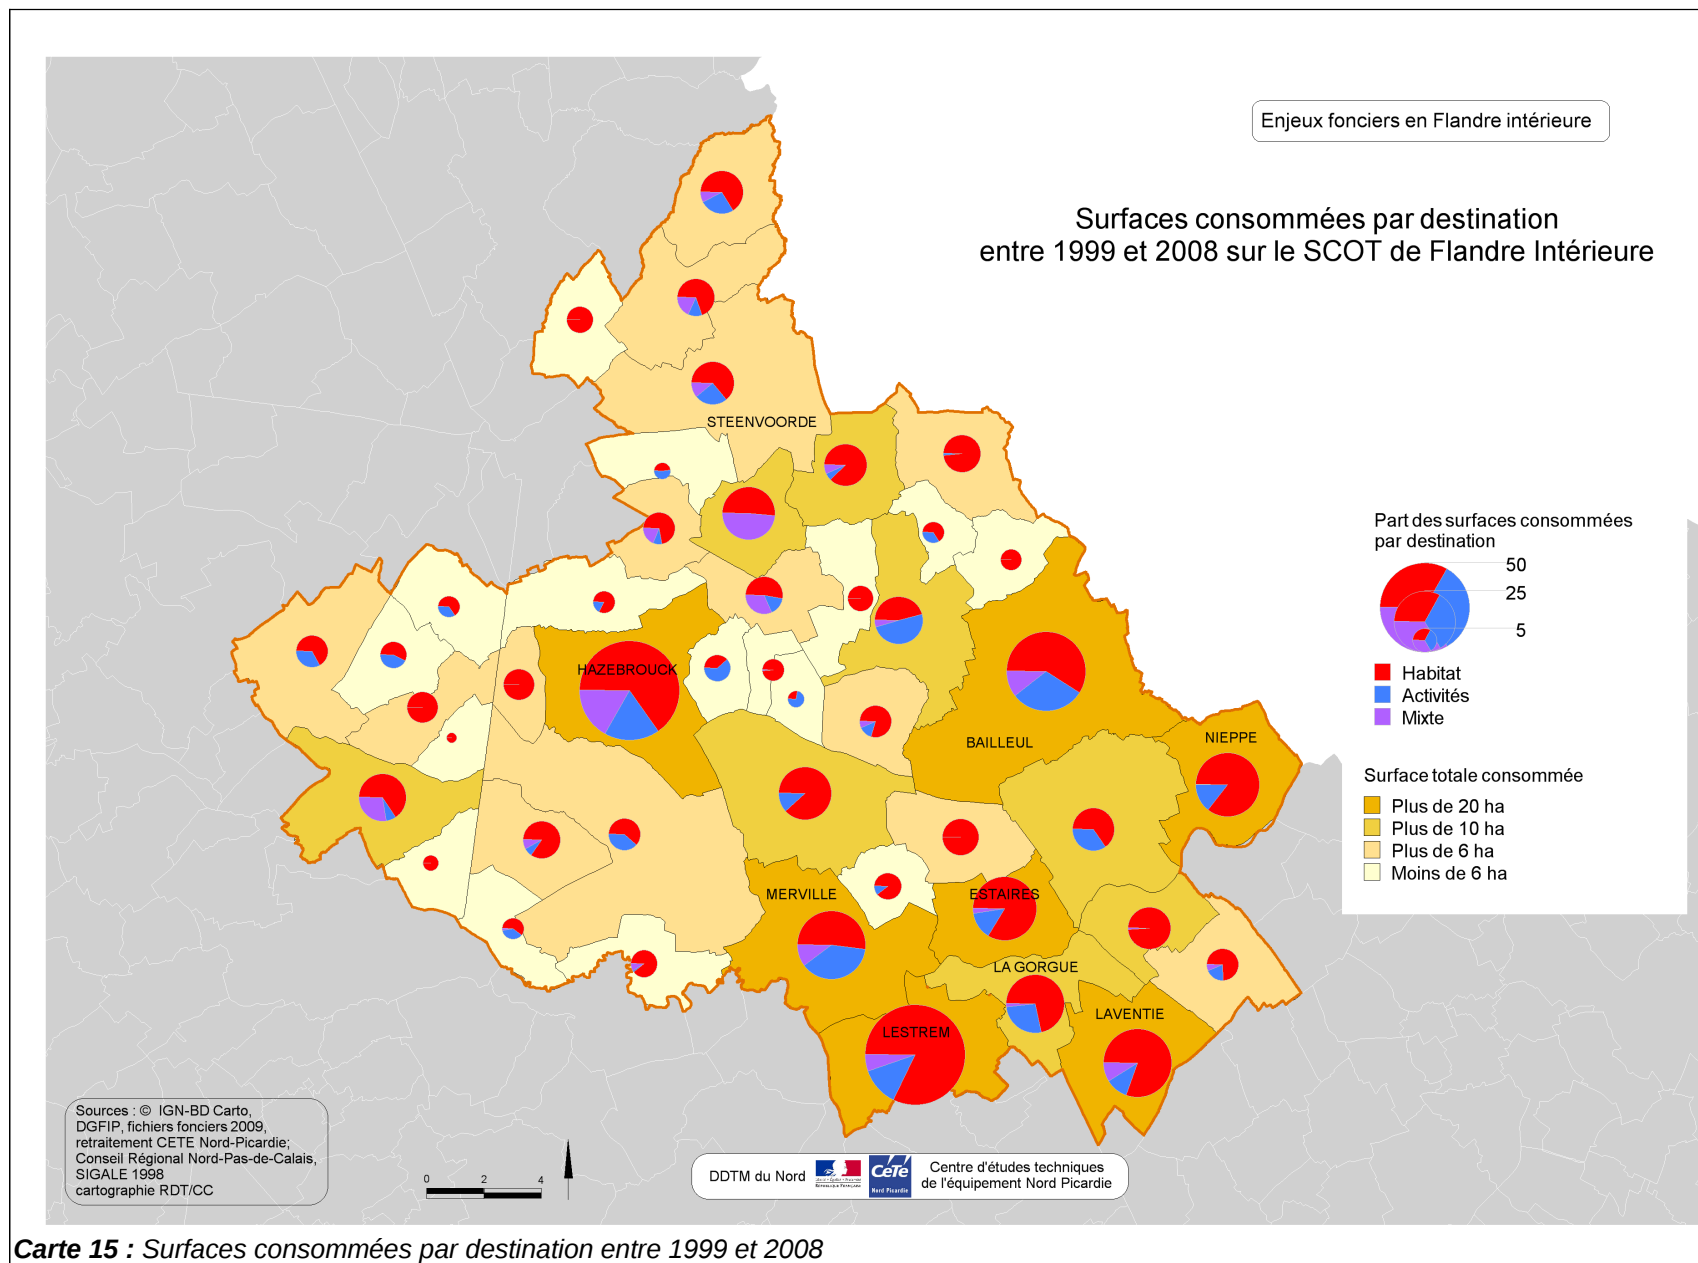 Enjeux fonciers en Flandre intérieure
Surfaces consommées par destination
entre 1999 et 2008 sur le SCOT de Flandre Intérieure
STEENVOORDE
HAZEBROUCK
BAILLEUL
NIEPPE
MERVILLE
ESTAIRES
LA GORGUE
LAVENTIE
LESTREM
Part des surfaces consommées
par destination
50
25
5
Habitat
Activités
Mixte
Surface totale consommée
Plus de 20 ha
Plus de 10 ha
Plus de 6 ha
Moins de 6 ha
Sources : © IGN-BD Carto,
DGFIP, fichiers fonciers 2009,
retraitement CETE Nord-Picardie;
Conseil Régional Nord-Pas-de-Calais,
SIGALE 1998
cartographie RDT/CC
0 2 4
DDTM du Nord
RÉPUBLIQUE FRANÇAISE
CeTe
Nord Picardie
Centre d'études techniques
de l'équipement Nord Picardie
Carte 15 : Surfaces consommées par destination entre 1999 et 2008